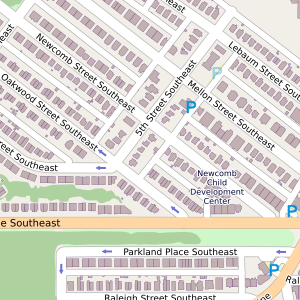 Newcomb Street Southeast
Lebaum Street Sou
5th Street Southeast
P
Mellon Street Southeast
P
Oakwood Street Southeast
Street Southeast
Newcomb
Child
Development
Center
P
Southeast
Parkland Place Southeast
P
Raleigh Street Southeast